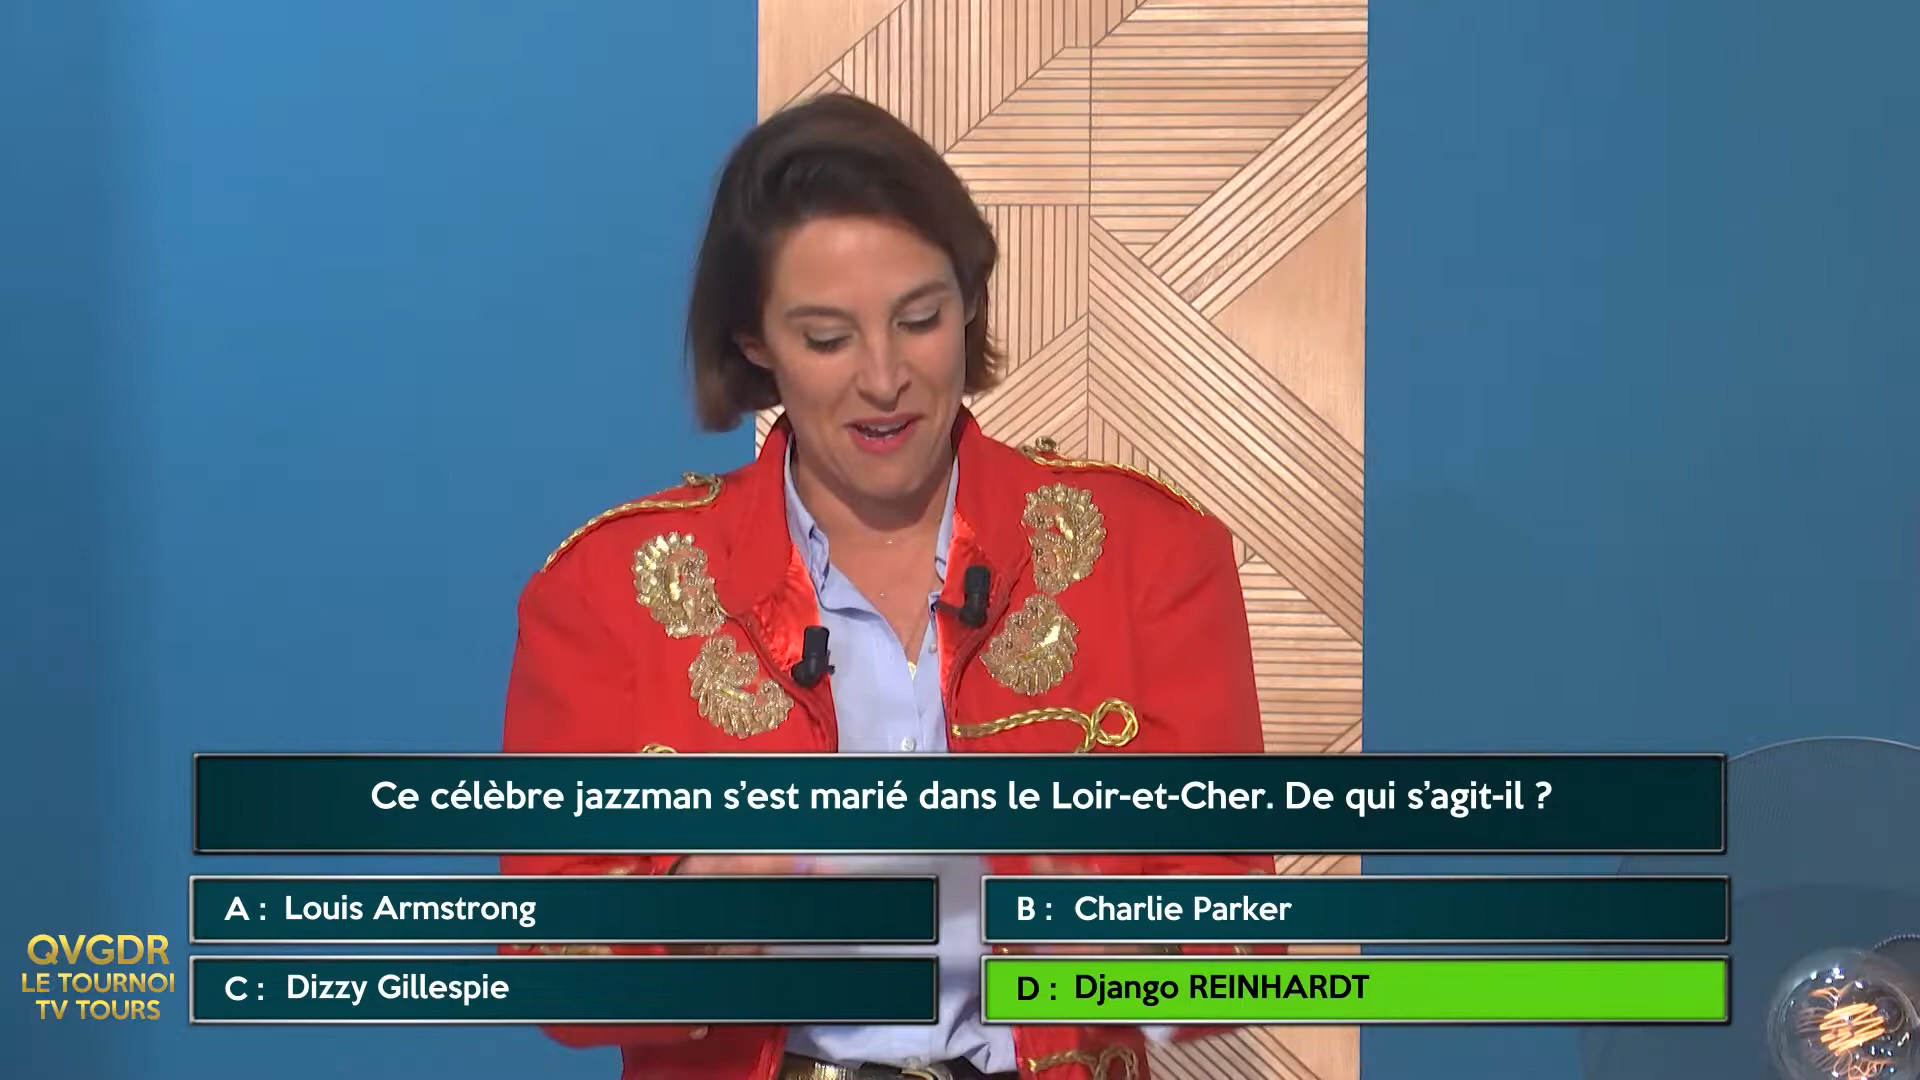 Ce célèbre jazzman s’est marié dans le Loir-et-Cher. De qui s’agit-il ?
A : Louis Armstrong
B : Charlie Parker
C : Dizzy Gillespie
D : Django REINHARDT
QVGDR
LE TOURNOI
TV TOURS